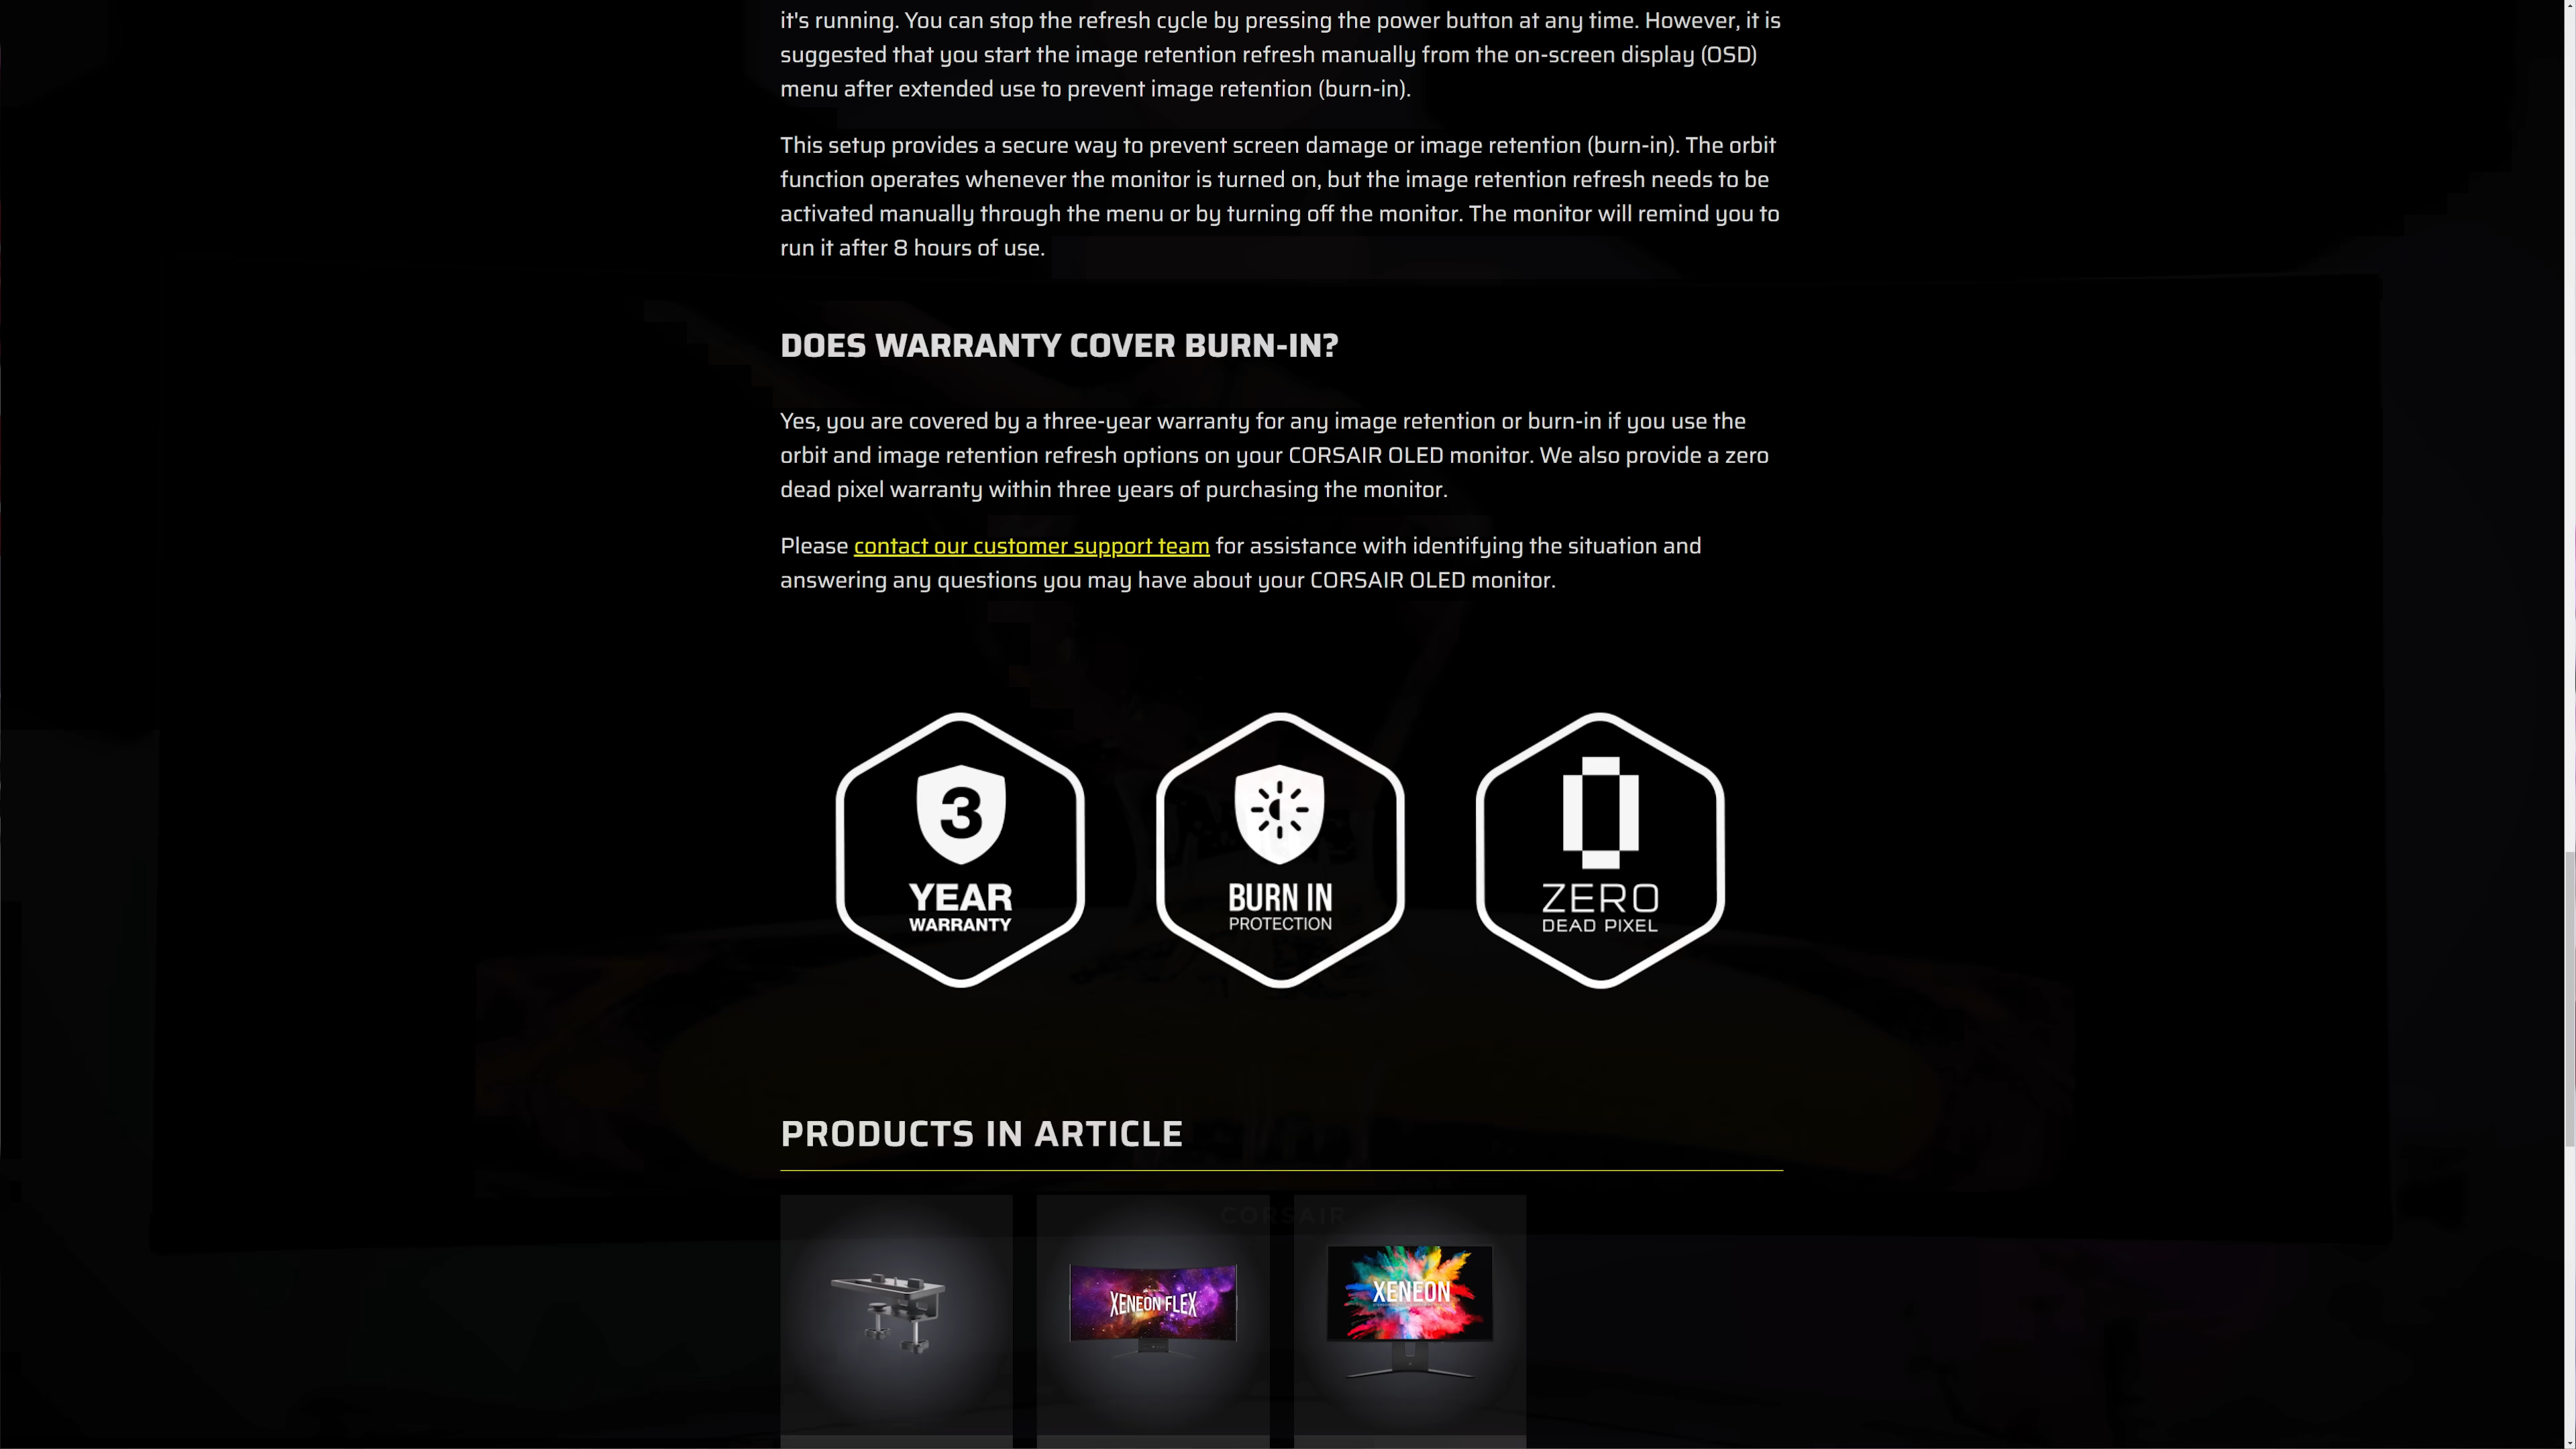 it's running. You can stop the refresh cycle by pressing the power button at any time. However, it is
suggested that you start the image retention refresh manually from the on-screen display (OSD)
menu after extended use to prevent image retention (burn-in).
This setup provides a secure way to prevent screen damage or image retention (burn-in). The orbit
function operates whenever the monitor is turned on, but the image retention refresh needs to be
activated manually through the menu or by turning off the monitor. The monitor will remind you to
run it after 8 hours of use.
DOES WARRANTY COVER BURN-IN?
Yes, you are covered by a three-year warranty for any image retention or burn-in if you use the
orbit and image retention refresh options on your CORSAIR OLED monitor. We also provide a zero
dead pixel warranty within three years of purchasing the monitor.
Please contact our customer support team for assistance with identifying the situation and
answering any questions you may have about your CORSAIR OLED monitor.
3
YEAR
WARRANTY
BURN IN
PROTECTION
0
ZERO
DEAD PIXEL
PRODUCTS IN ARTICLE
CORSAIR
XENEON FLEX
XENEON